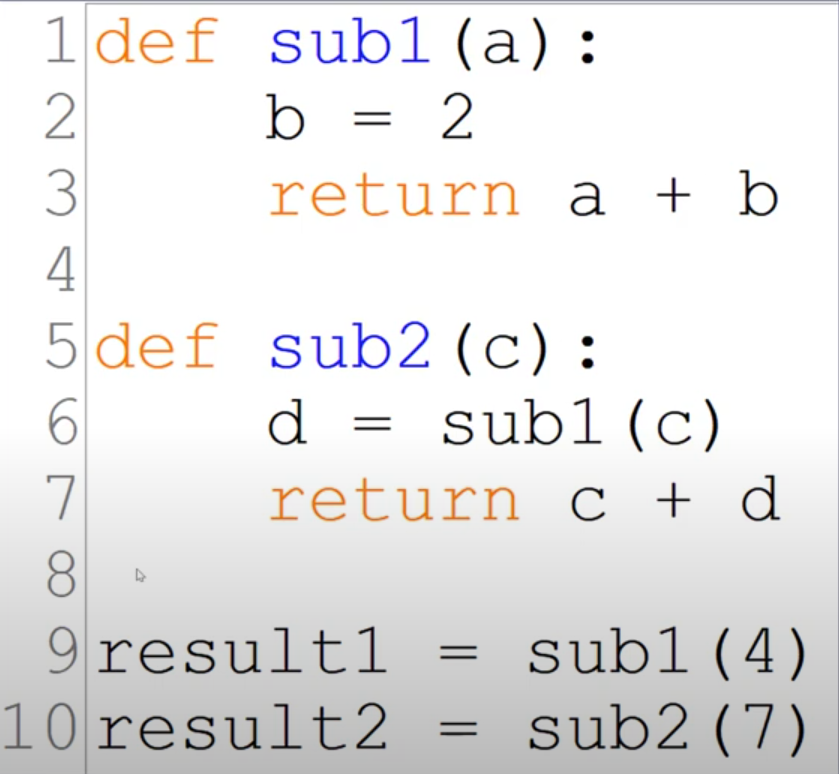 1 def sub1(a):
2     b = 2
3     return a + b
4
5 def sub2(c):
6     d = sub1(c)
7     return c + d
8
9 result1 = sub1(4)
10 result2 = sub2(7)